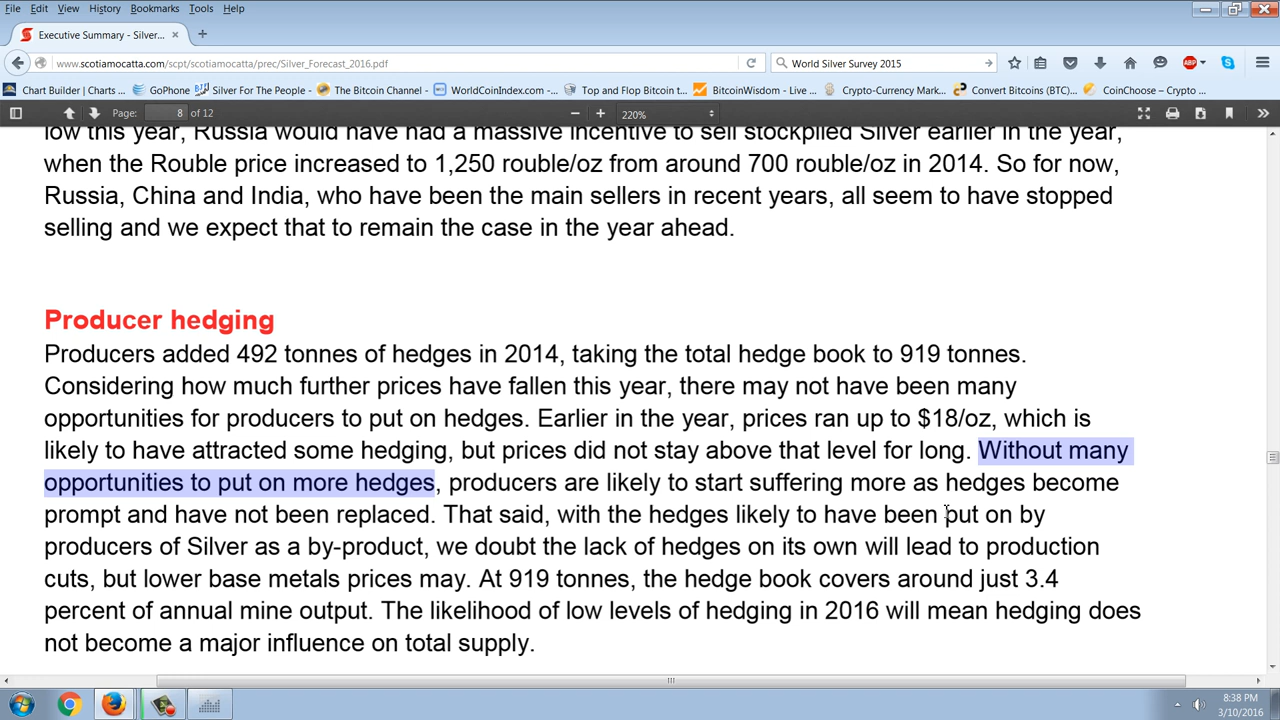 File Edit View History Bookmarks Tools Help
Executive Summary - Silver...
www.scotiamocatta.com/scpt/scotiamocatta/prec/Silver_Forecast_2016.pdf World Silver Survey 2015 ABP
Chart Builder | Charts ... GoPhone Silver For The People - The Bitcoin Channel - WorldCoinIndex.com -... Top and Flop Bitcoin t... BitcoinWisdom - Live ... Crypto-Currency Mark... Convert Bitcoins (BTC)... CoinChoose – Crypto ...
Page: 8 of 12 220%
low this year, Russia would have had a massive incentive to sell stockpiled Silver earlier in the year,
when the Rouble price increased to 1,250 rouble/oz from around 700 rouble/oz in 2014. So for now,
Russia, China and India, who have been the main sellers in recent years, all seem to have stopped
selling and we expect that to remain the case in the year ahead.
Producer hedging
Producers added 492 tonnes of hedges in 2014, taking the total hedge book to 919 tonnes.
Considering how much further prices have fallen this year, there may not have been many
opportunities for producers to put on hedges. Earlier in the year, prices ran up to $18/oz, which is
likely to have attracted some hedging, but prices did not stay above that level for long. Without many
opportunities to put on more hedges, producers are likely to start suffering more as hedges become
prompt and have not been replaced. That said, with the hedges likely to have been put on by
producers of Silver as a by-product, we doubt the lack of hedges on its own will lead to production
cuts, but lower base metals prices may. At 919 tonnes, the hedge book covers around just 3.4
percent of annual mine output. The likelihood of low levels of hedging in 2016 will mean hedging does
not become a major influence on total supply.
8:38 PM
3/10/2016